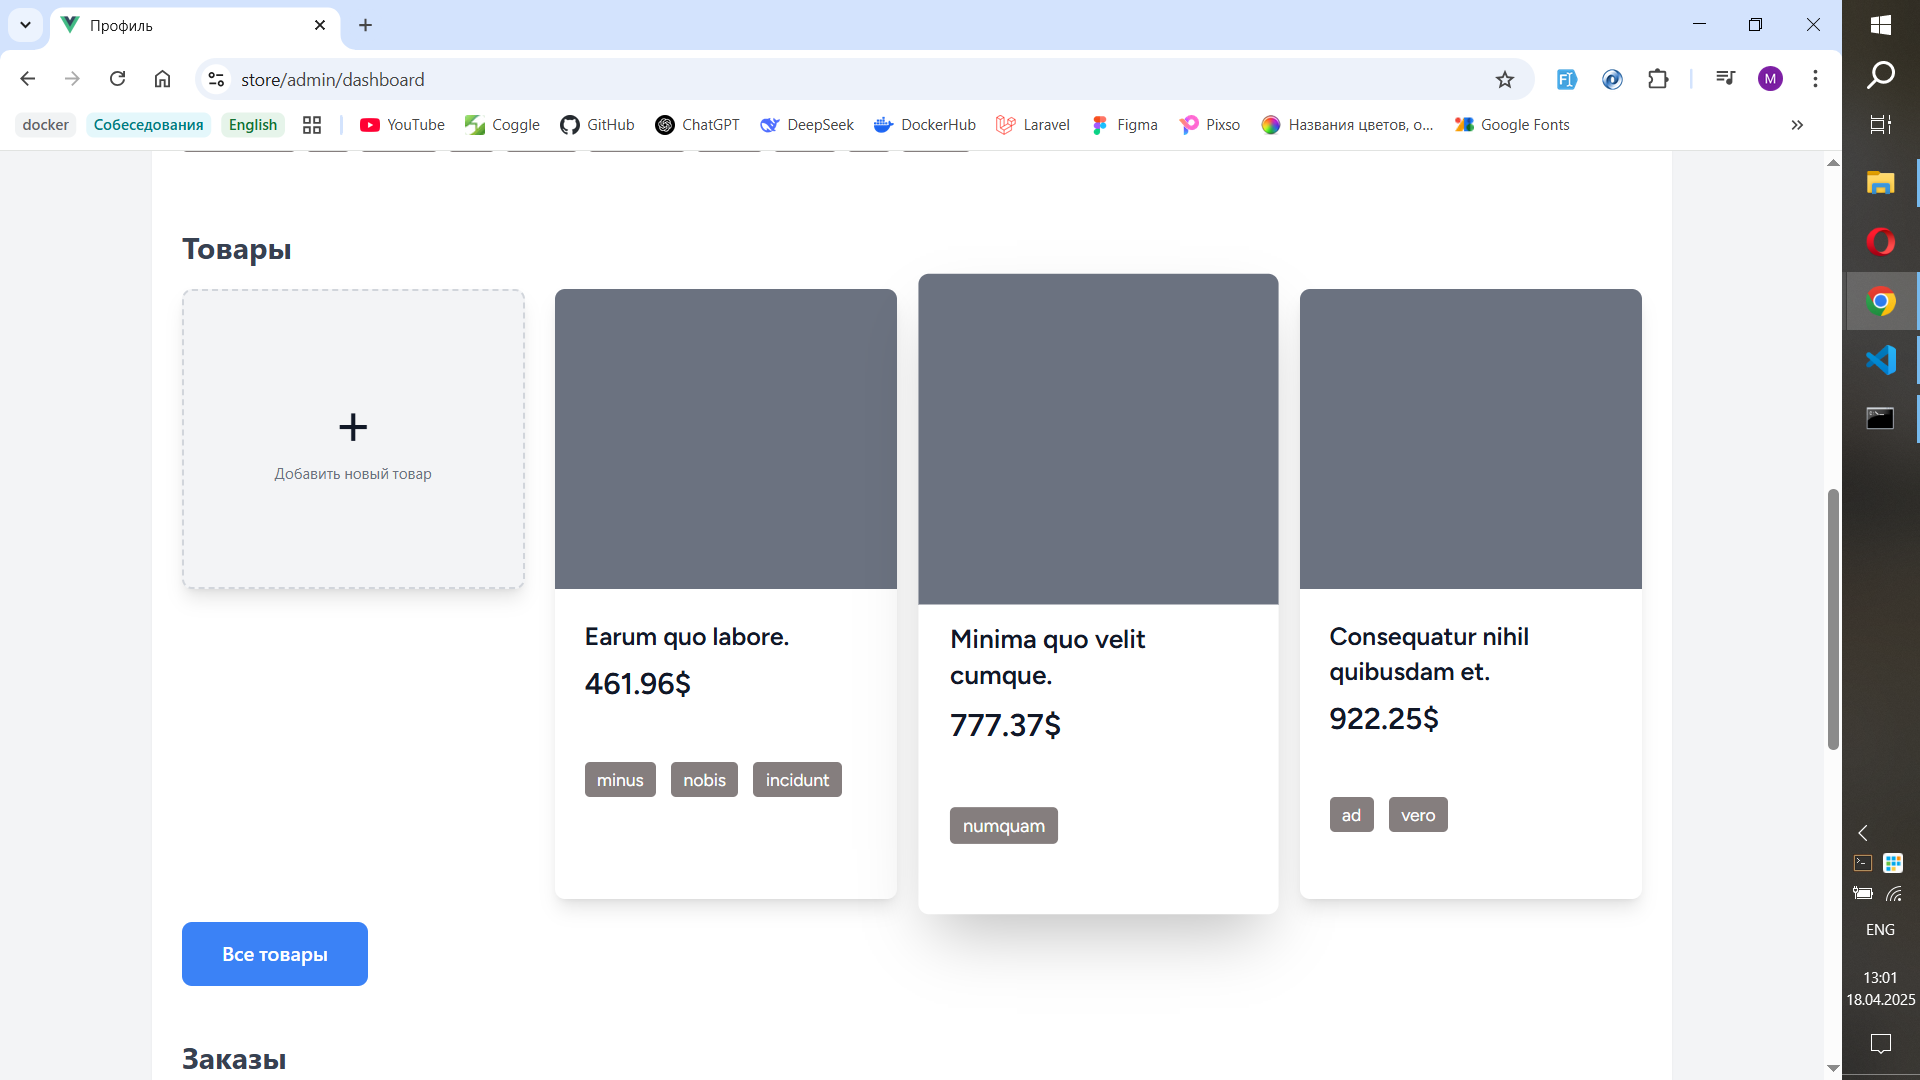 Профиль
store/admin/dashboard
docker Собеседования English YouTube Coggle GitHub ChatGPT DeepSeek DockerHub Laravel Figma Pixso Названия цветов, о... Google Fonts
M
Товары
Добавить новый товар
Earum quo labore.
461.96$
minus nobis incidunt
Minima quo velit
cumque.
777.37$
numquam
Consequatur nihil
quibusdam et.
922.25$
ad vero
Все товары
Заказы
ENG
13:01
18.04.2025